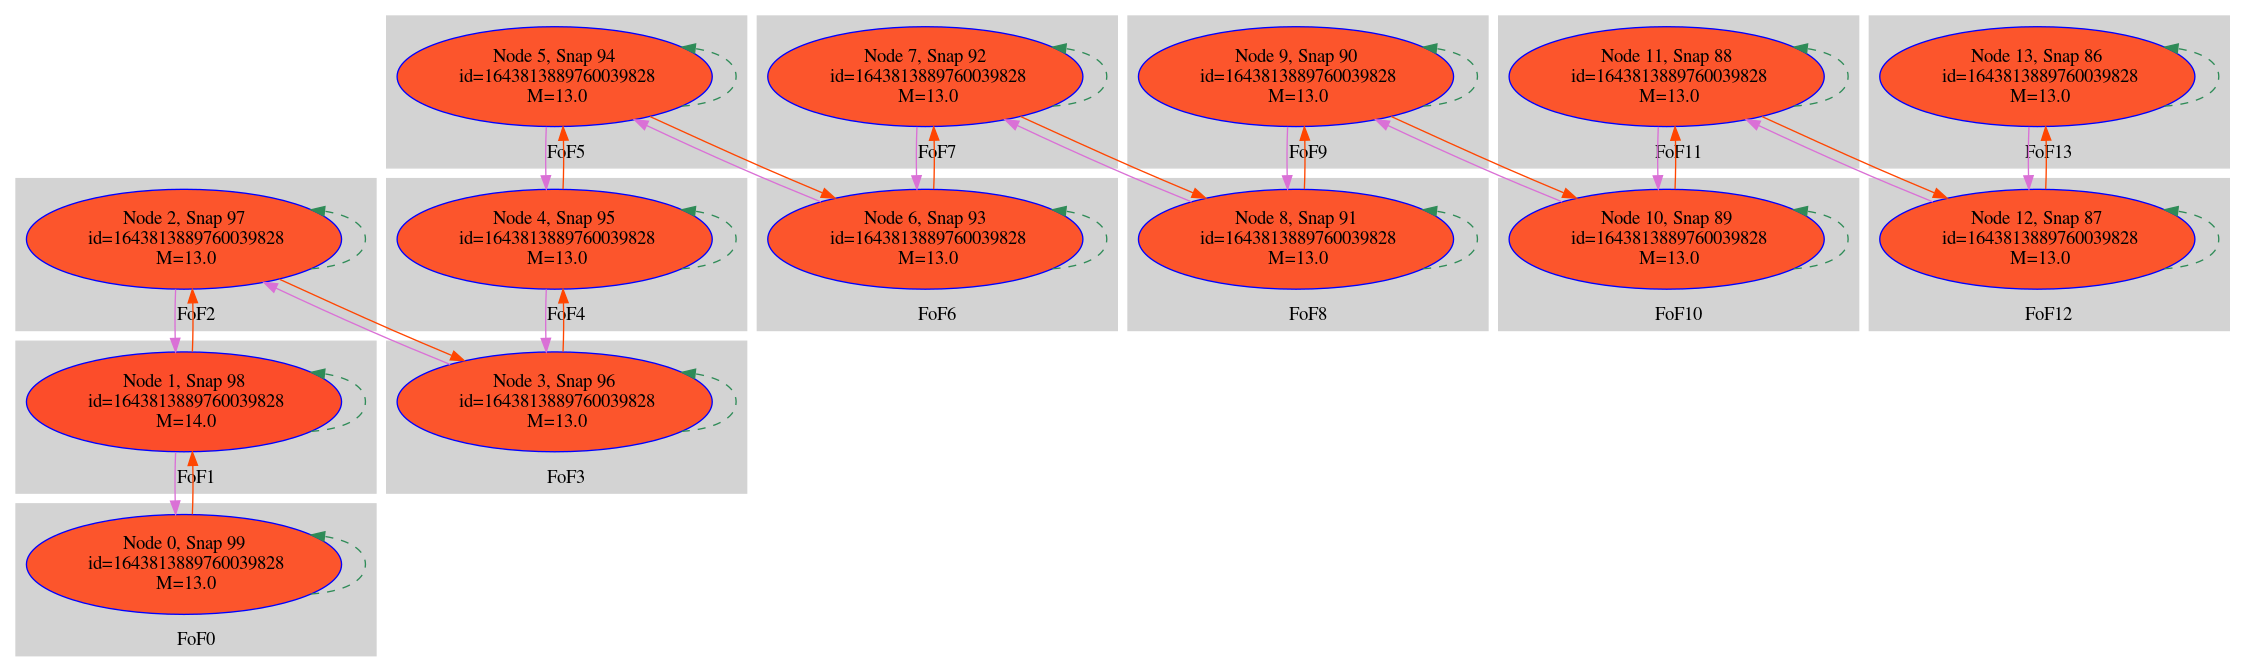 Node 5, Snap 94
id=1643813889760039828
M=13.0
FoF5
Node 7, Snap 92
id=1643813889760039828
M=13.0
FoF7
Node 9, Snap 90
id=1643813889760039828
M=13.0
FoF9
Node 11, Snap 88
id=1643813889760039828
M=13.0
FoF11
Node 13, Snap 86
id=1643813889760039828
M=13.0
FoF13
Node 2, Snap 97
id=1643813889760039828
M=13.0
FoF2
Node 4, Snap 95
id=1643813889760039828
M=13.0
FoF4
Node 6, Snap 93
id=1643813889760039828
M=13.0
FoF6
Node 8, Snap 91
id=1643813889760039828
M=13.0
FoF8
Node 10, Snap 89
id=1643813889760039828
M=13.0
FoF10
Node 12, Snap 87
id=1643813889760039828
M=13.0
FoF12
Node 1, Snap 98
id=1643813889760039828
M=14.0
FoF1
Node 3, Snap 96
id=1643813889760039828
M=13.0
FoF3
Node 0, Snap 99
id=1643813889760039828
M=13.0
FoF0